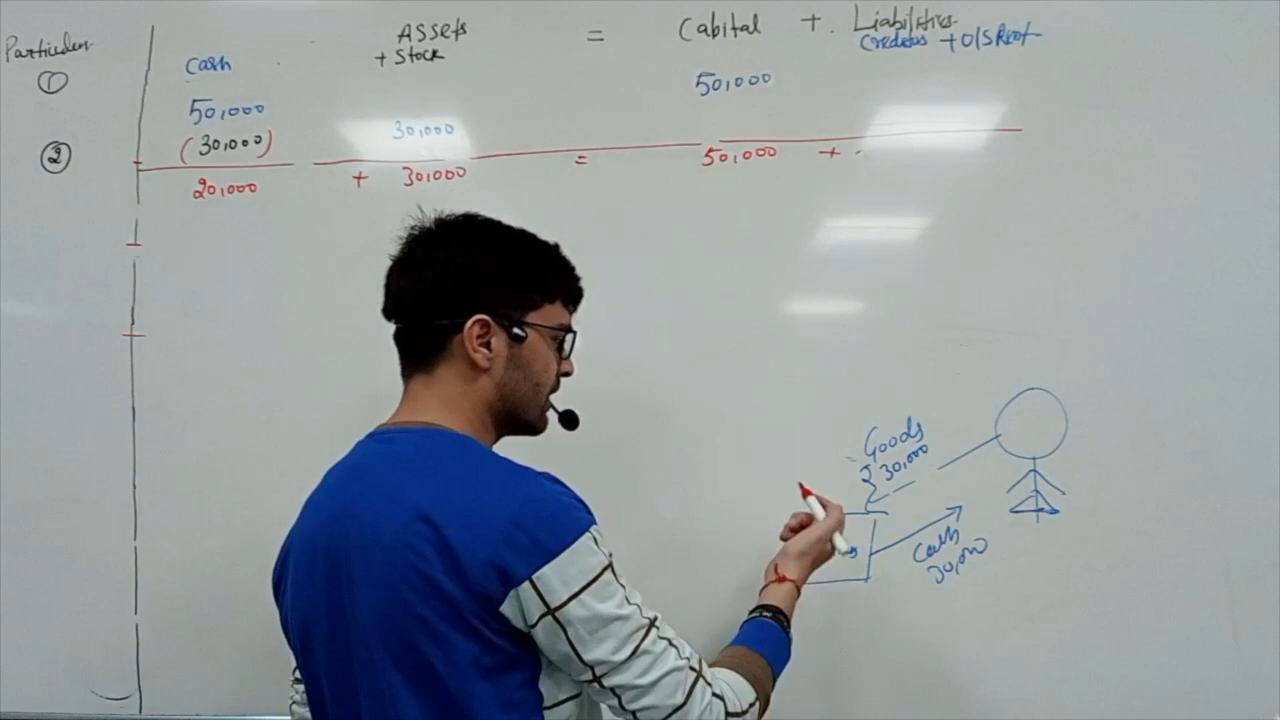 Particulars
Assets = Capital + Liabilities
Cash + Stock Creditors + O/S Rent
① 50,000 50,000
② (30,000) 30,000
20,000 + 30,000 = 50,000 +
Goods
30,000
Cash
30,000